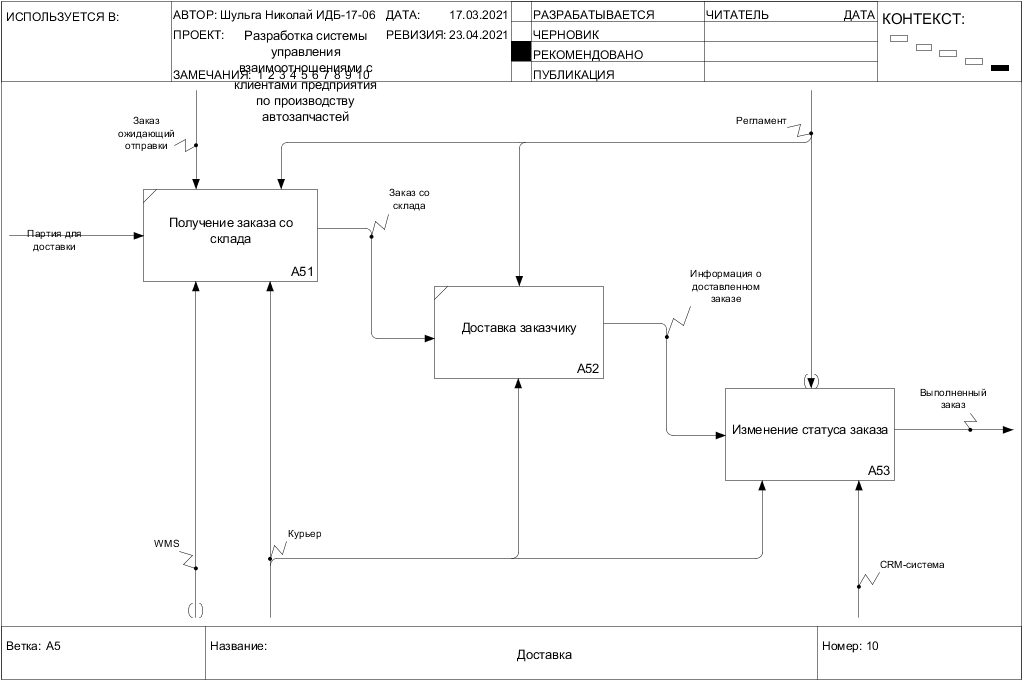 ИСПОЛЬЗУЕТСЯ В:
АВТОР: Шульга Николай ИДБ-17-06
ДАТА: 17.03.2021
ПРОЕКТ: Разработка системы
управления
взаимоотношениями с
клиентами предприятия
по производству
автозапчастей
РЕВИЗИЯ: 23.04.2021
ЗАМЕЧАНИЯ: 1 2 3 4 5 6 7 8 9 10
РАЗРАБАТЫВАЕТСЯ
ЧЕРНОВИК
РЕКОМЕНДОВАНО
ПУБЛИКАЦИЯ
ЧИТАТЕЛЬ ДАТА
КОНТЕКСТ:
Заказ
ожидающий
отправки
Регламент
Партия для
доставки
Получение заказа со
склада
A51
Заказ со
склада
Доставка заказчику
A52
Информация о
доставленном
заказе
Изменение статуса заказа
A53
Выполненный
заказ
WMS
Курьер
CRM-система
Ветка: A5
Название:
Доставка
Номер: 10